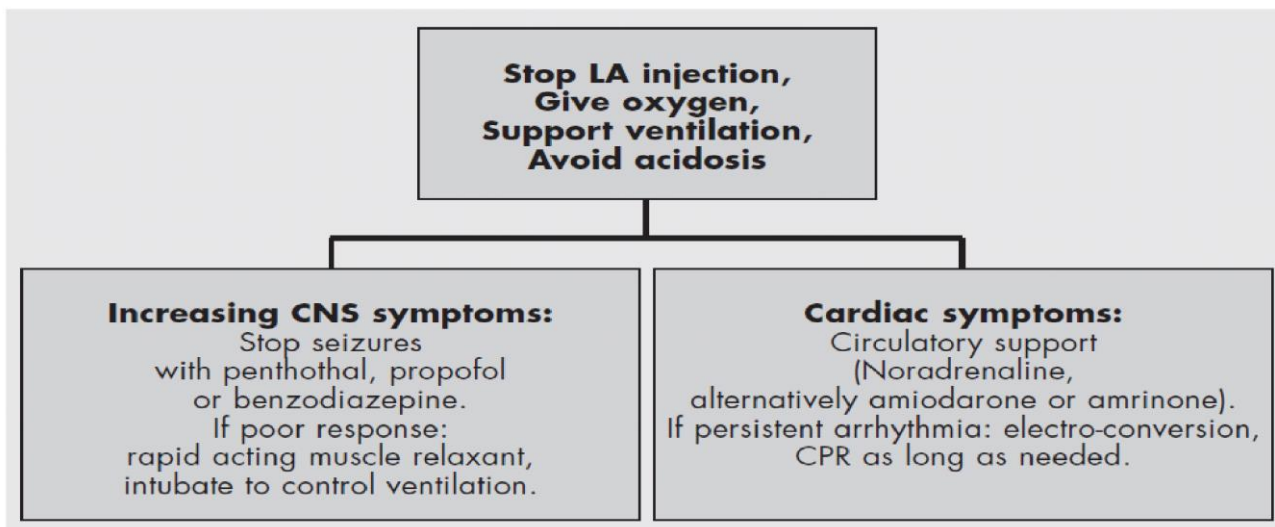 Stop LA injection,
Give oxygen,
Support ventilation,
Avoid acidosis
Increasing CNS symptoms:
Stop seizures
with penthothal, propofol
or benzodiazepine.
If poor response:
rapid acting muscle relaxant,
intubate to control ventilation.
Cardiac symptoms:
Circulatory support
(Noradrenaline,
alternatively amiodarone or amrinone).
If persistent arrhythmia: electro-conversion,
CPR as long as needed.